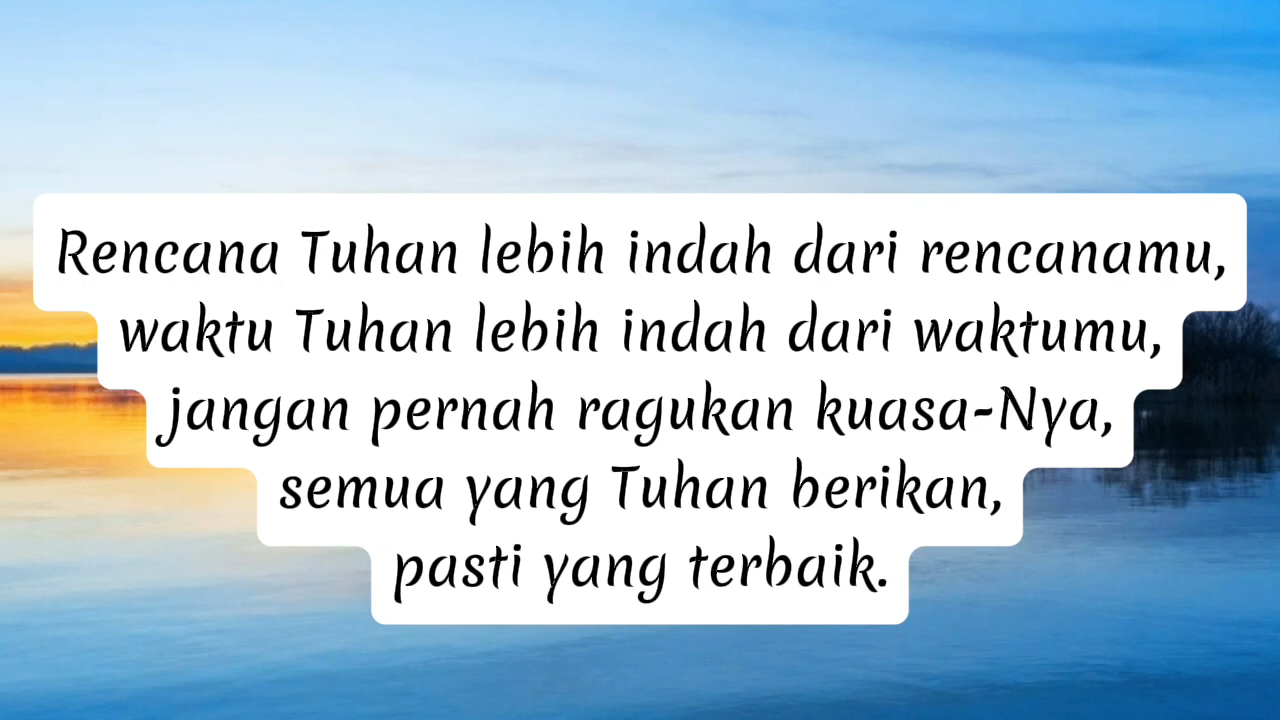 Rencana Tuhan lebih indah dari rencanamu,
waktu Tuhan lebih indah dari waktumu,
jangan pernah ragukan kuasa-Nya,
semua yang Tuhan berikan,
pasti yang terbaik.